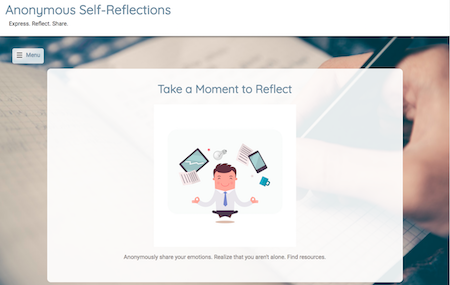 Anonymous Self-Reflections
Express. Reflect. Share.
Menu
Take a Moment to Reflect
Anonymously share your emotions. Realize that you aren't alone. Find resources.